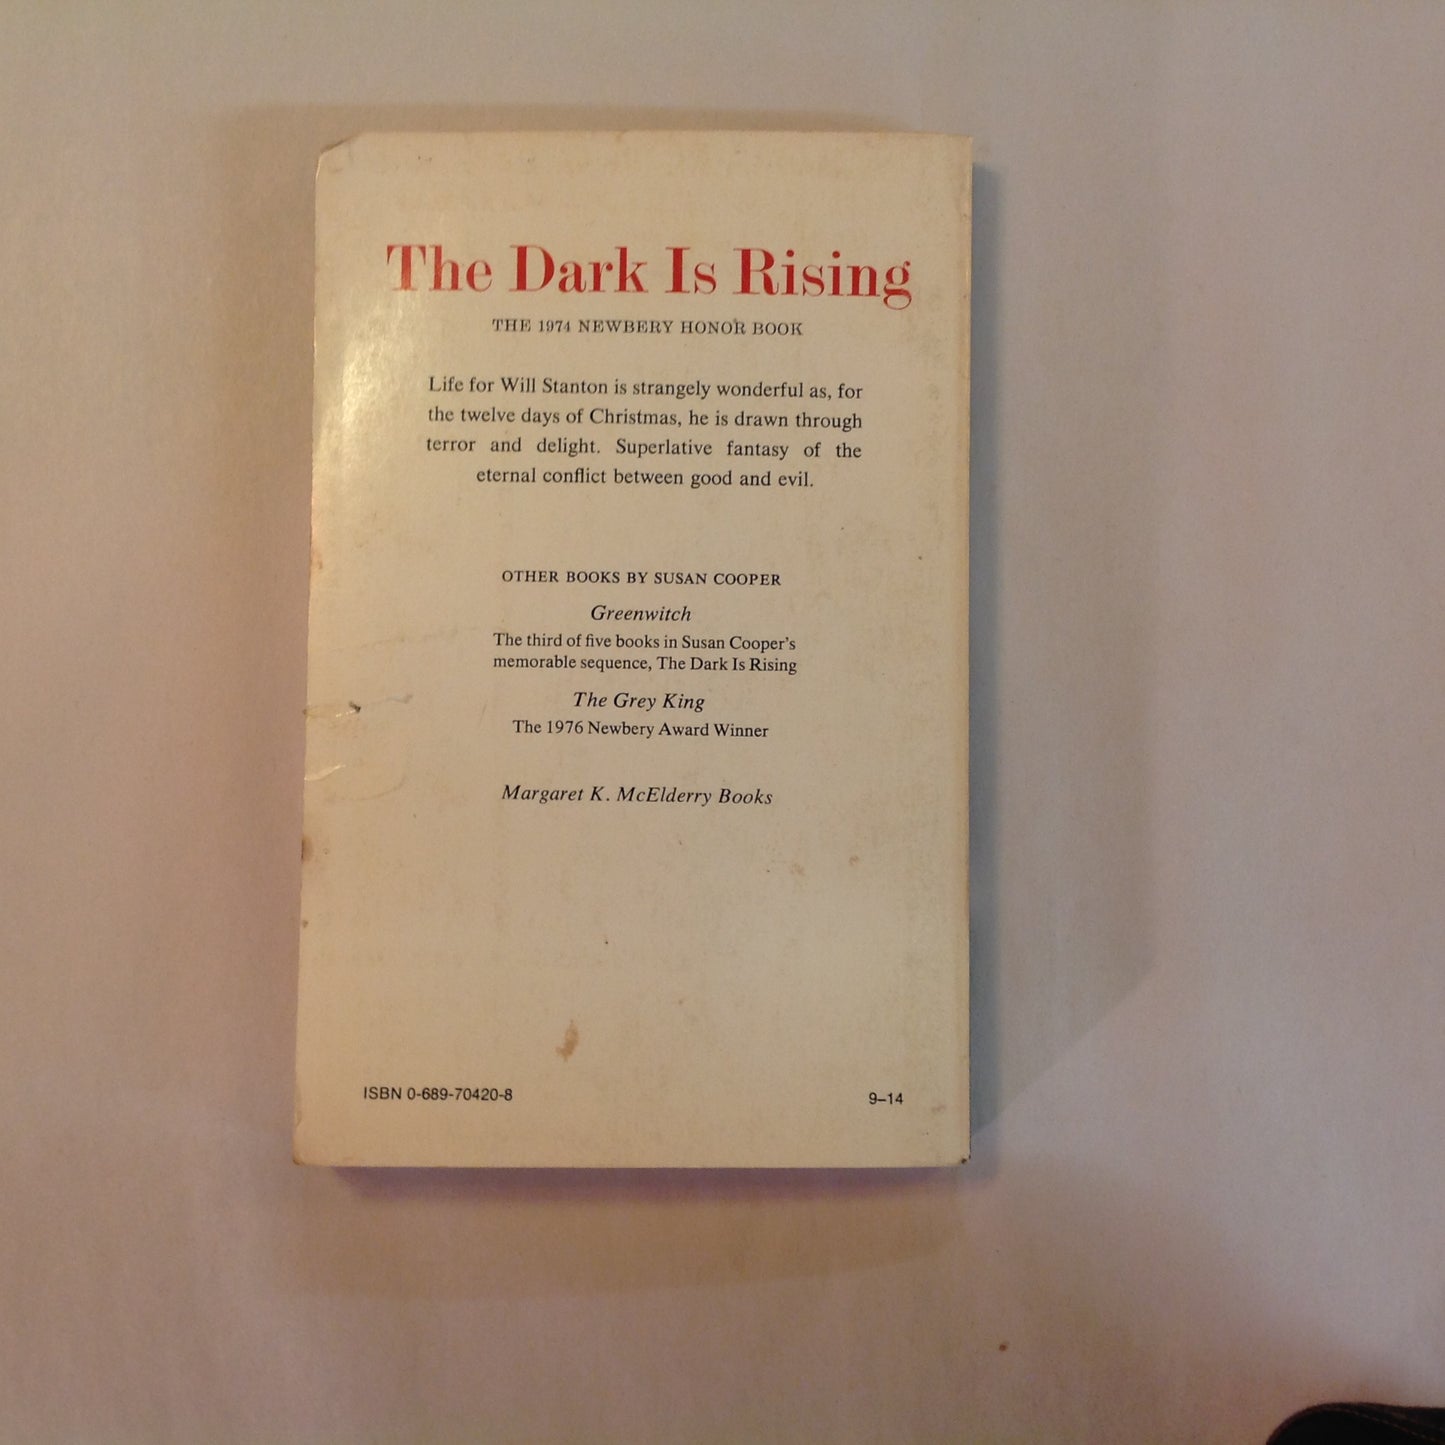 The Dark Is Rising
THE 1974 NEWBERY HONOR BOOK
Life for Will Stanton is strangely wonderful as, for
the twelve days of Christmas, he is drawn through
terror and delight. Superlative fantasy of the
eternal conflict between good and evil.
OTHER BOOKS BY SUSAN COOPER
Greenwitch
The third of five books in Susan Cooper's
memorable sequence, The Dark Is Rising
The Grey King
The 1976 Newbery Award Winner
Margaret K. McElderry Books
ISBN 0-689-70420-8
9–14